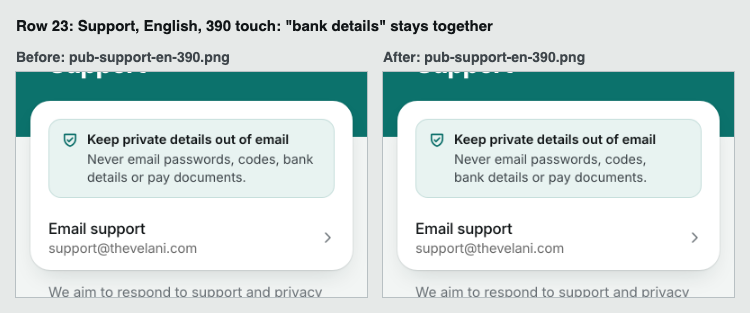 Row 23: Support, English, 390 touch: "bank details" stays together
Before: pub-support-en-390.png
Support
Keep private details out of email
Never email passwords, codes, bank
details or pay documents.
Email support
support@thevelani.com
We aim to respond to support and privacy
After: pub-support-en-390.png
Support
Keep private details out of email
Never email passwords, codes,
bank details or pay documents.
Email support
support@thevelani.com
We aim to respond to support and privacy